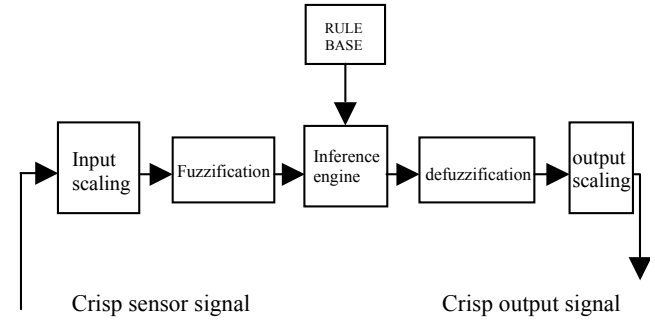 RULE
BASE
Input
scaling
Fuzzification
Inference
engine
defuzzification
output
scaling
Crisp sensor signal
Crisp output signal